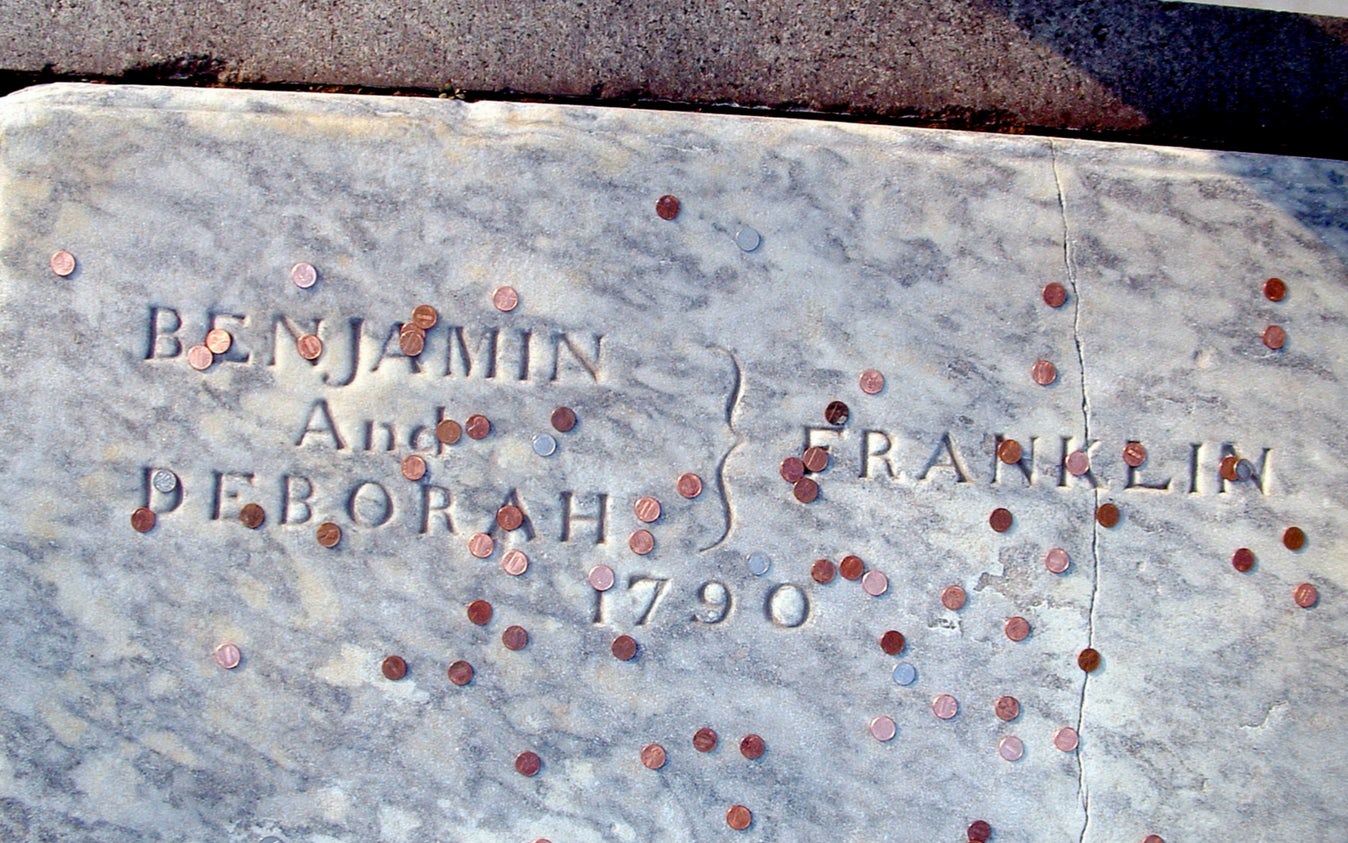 BENJAMIN
And
DEBORAH
FRANKLIN
1790